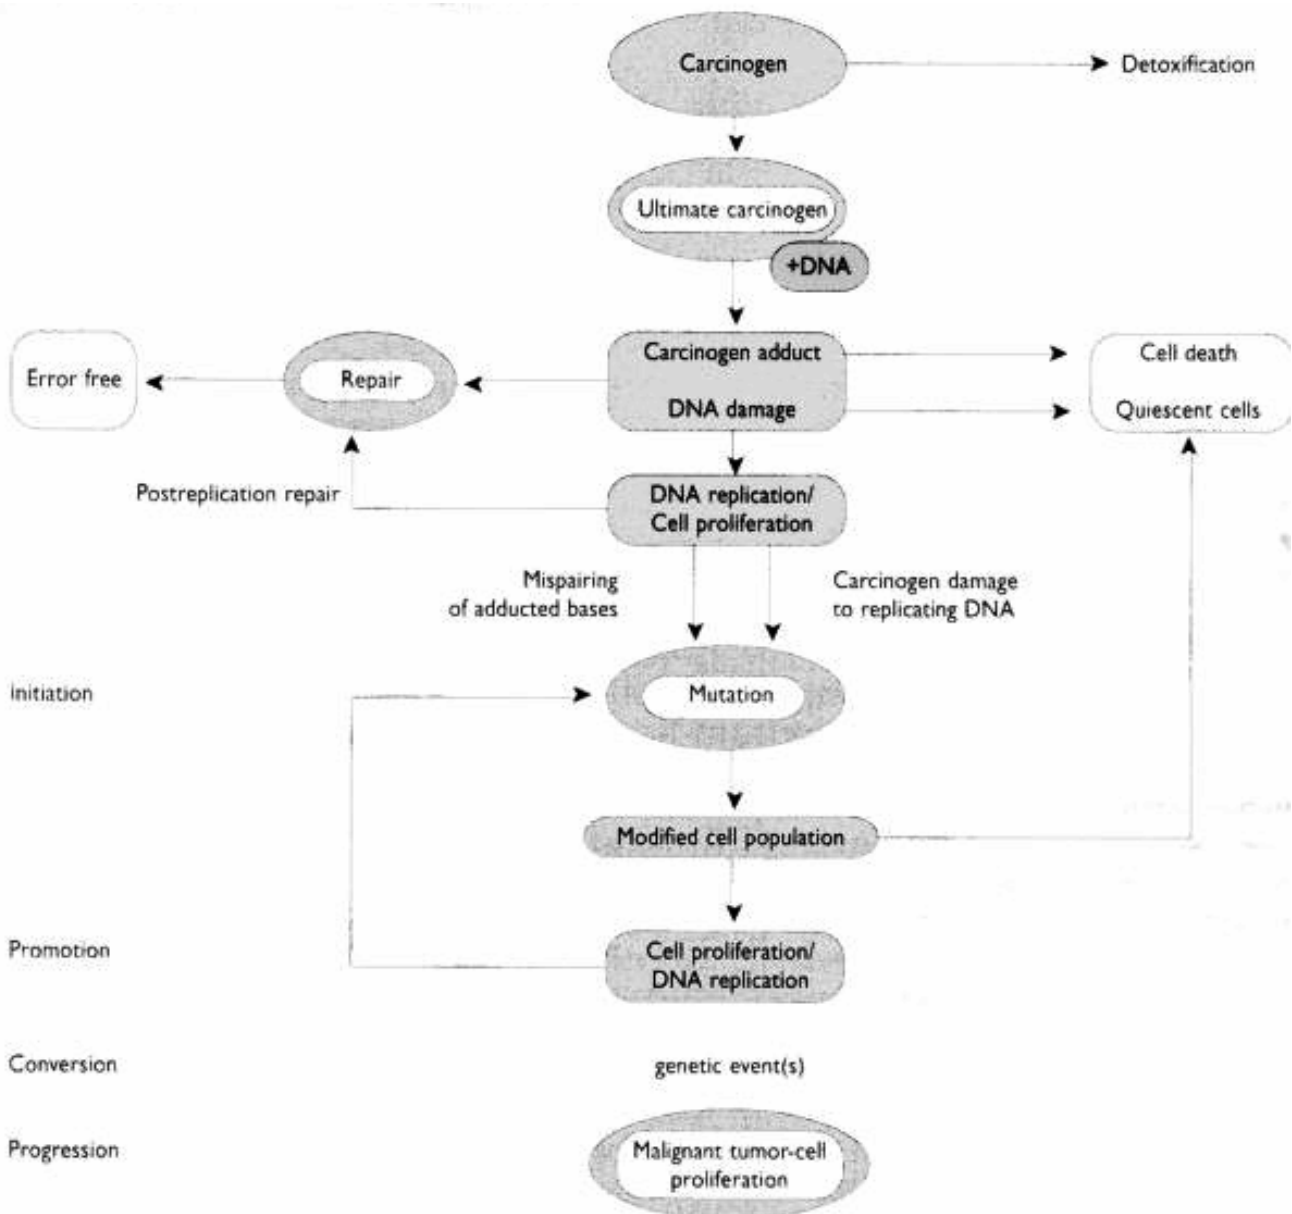 Carcinogen
Detoxification
Ultimate carcinogen
+DNA
Carcinogen adduct
DNA damage
Cell death
Quiescent cells
Repair
Error free
Postreplication repair
DNA replication/
Cell proliferation
Mispairing
of adducted bases
Carcinogen damage
to replicating DNA
Initiation
Mutation
Modified cell population
Promotion
Cell proliferation/
DNA replication
Conversion
genetic event(s)
Progression
Malignant tumor-cell
proliferation